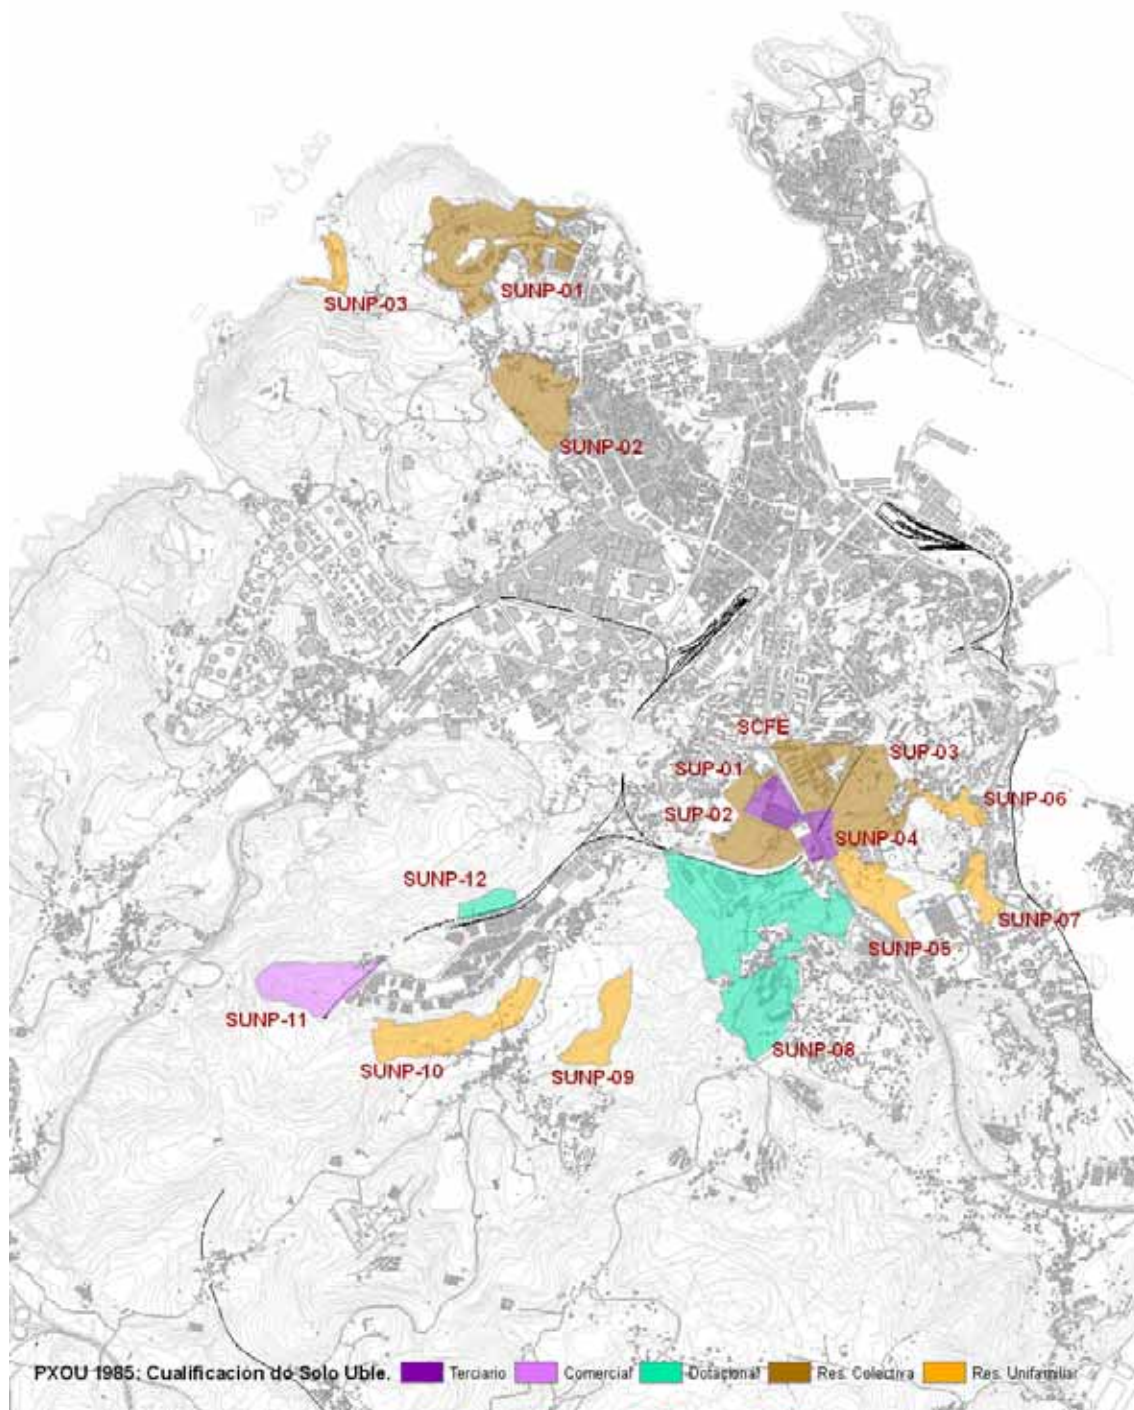 SUNP-01
SUNP-03
SUNP-02
SCFE
SUP-03
SUP-01
SUNP-06
SUP-02
SUNP-04
SUNP-12
SUNP-07
SUNP-05
SUNP-11
SUNP-08
SUNP-10
SUNP-09
PXOU 1985: Cualificación do Solo Uble. Terciario Comercial Dotacional Res. Colectiva Res. Unifamiliar